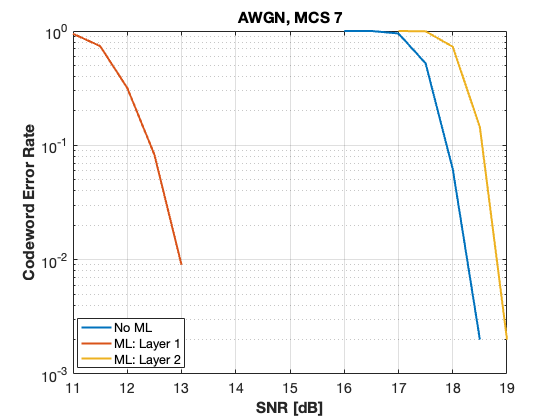 AWGN, MCS 7
10^0
10^-1
10^-2
10^-3
Codeword Error Rate
No ML
ML: Layer 1
ML: Layer 2
11 12 13 14 15 16 17 18 19
SNR [dB]